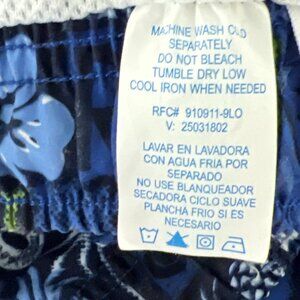 MACHINE WASH COLD
SEPARATELY
DO NOT BLEACH
TUMBLE DRY LOW
COOL IRON WHEN NEEDED
RFC# 910911-9LO
V: 25031802
LAVAR EN LAVADORA
CON AGUA FRIA POR
SEPARADO
NO USE BLANQUEADOR
SECADORA CICLO SUAVE
PLANCHA FRIO SI ES
NECESARIO